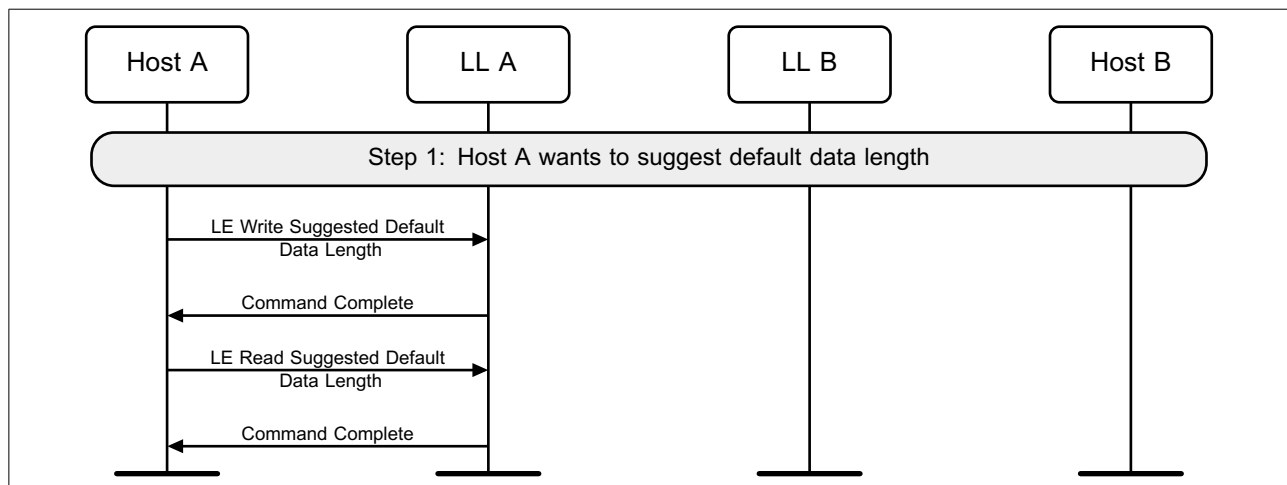 Host A
LL A
LL B
Host B
Step 1: Host A wants to suggest default data length
LE Write Suggested Default
Data Length
Command Complete
LE Read Suggested Default
Data Length
Command Complete